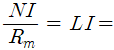 NI/R_m = LI =